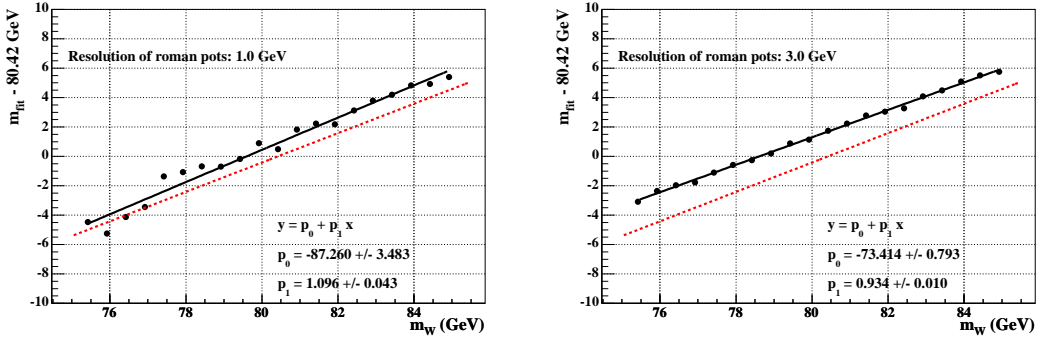 m_fit - 80.42 GeV
10
8
6
4
2
0
-2
-4
-6
-8
-10
Resolution of roman pots: 1.0 GeV
y = p_0 + p_1 x
p_0 = -87.260 +/- 3.483
p_1 = 1.096 +/- 0.043
76 78 80 82 84
m_W (GeV)
m_fit - 80.42 GeV
10
8
6
4
2
0
-2
-4
-6
-8
-10
Resolution of roman pots: 3.0 GeV
y = p_0 + p_1 x
p_0 = -73.414 +/- 0.793
p_1 = 0.934 +/- 0.010
76 78 80 82 84
m_W (GeV)